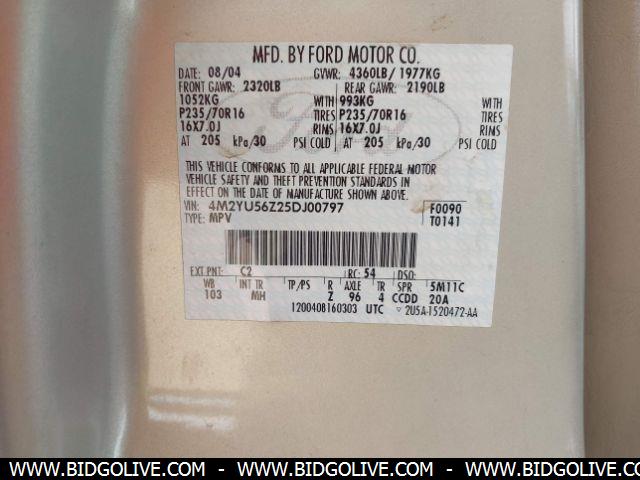 MFD. BY FORD MOTOR CO.
DATE: 08/04 GVWR: 4360LB/ 1977KG
FRONT GAWR: 2320LB REAR GAWR: 2190LB
1052KG WITH 993KG WITH
P235/70R16 TIRES P235/70R16 TIRES
16X7.0J RIMS 16X7.0J RIMS
AT 205 kPa/30 PSI COLD AT 205 kPa/30 PSI COLD
THIS VEHICLE CONFORMS TO ALL APPLICABLE FEDERAL MOTOR
VEHICLE SAFETY AND THEFT PREVENTION STANDARDS IN
EFFECT ON THE DATE OF MANUFACTURE SHOWN ABOVE.
VIN: 4M2YU56Z25DJ00797 F0090
TYPE: MPV T0141
EXT PNT: C2 RC: 54 DSO:
WB INT TR TP/PS R AXLE TR SPR 5M11C
103 MH Z 96 4 CCDD 20A
1200408160303 UTC 2U5A-1520472-AA
Ford
WWW.BIDGOLIVE.COM - WWW.BIDGOLIVE.COM - WWW.BIDGOLIVE.COM